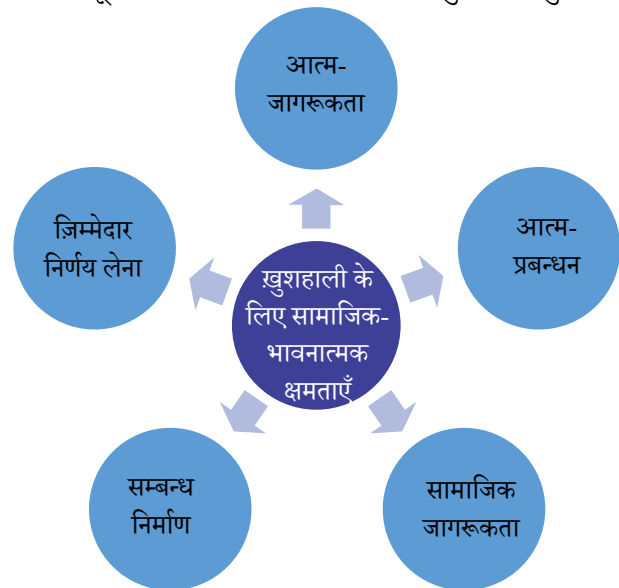 आत्म-
जागरूकता
आत्म-
प्रबन्धन
सामाजिक
जागरूकता
सम्बन्ध
निर्माण
ज़िम्मेदार
निर्णय लेना
ख़ुशहाली के
लिए सामाजिक-
भावनात्मक
क्षमताएँ